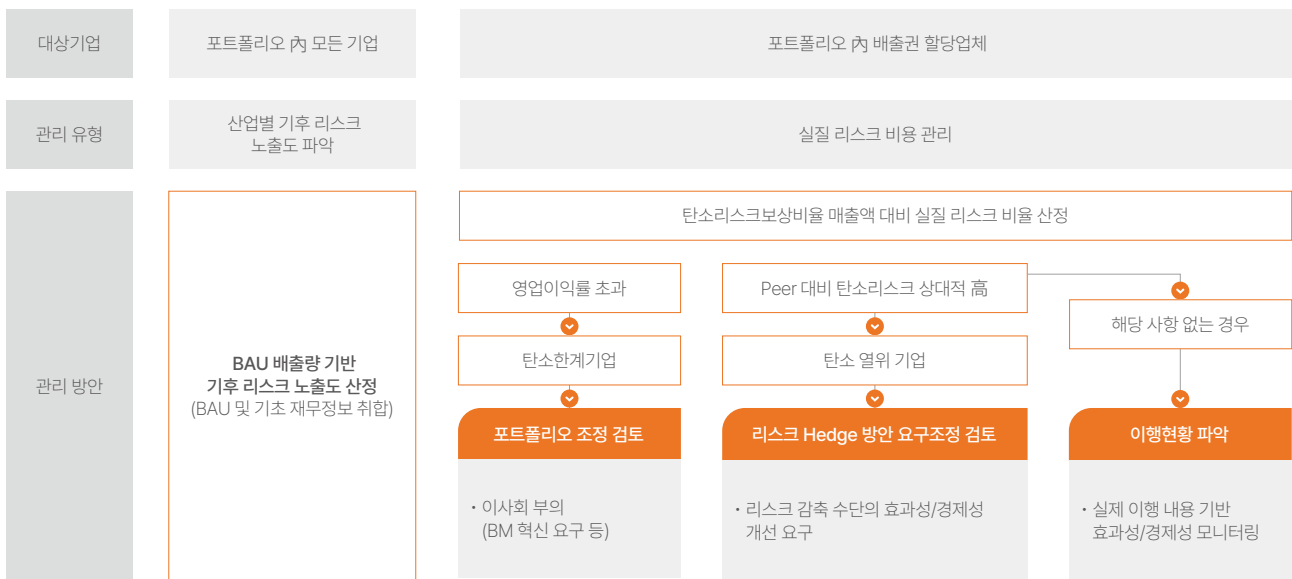 대상기업
포트폴리오 內 모든 기업
포트폴리오 內 배출권 할당업체
관리 유형
산업별 기후 리스크
노출도 파악
실질 리스크 비용 관리
관리 방안
BAU 배출량 기반
기후 리스크 노출도 산정
(BAU 및 기초 재무정보 취합)
탄소리스크보상비율 매출액 대비 실질 리스크 비율 산정
영업이익률 초과
탄소한계기업
포트폴리오 조정 검토
・이사회 부의
(BM 혁신 요구 등)
Peer 대비 탄소리스크 상대적 高
탄소 열위 기업
리스크 Hedge 방안 요구조정 검토
・리스크 감축 수단의 효과성/경제성
개선 요구
해당 사항 없는 경우
이행현황 파악
・실제 이행 내용 기반
효과성/경제성 모니터링